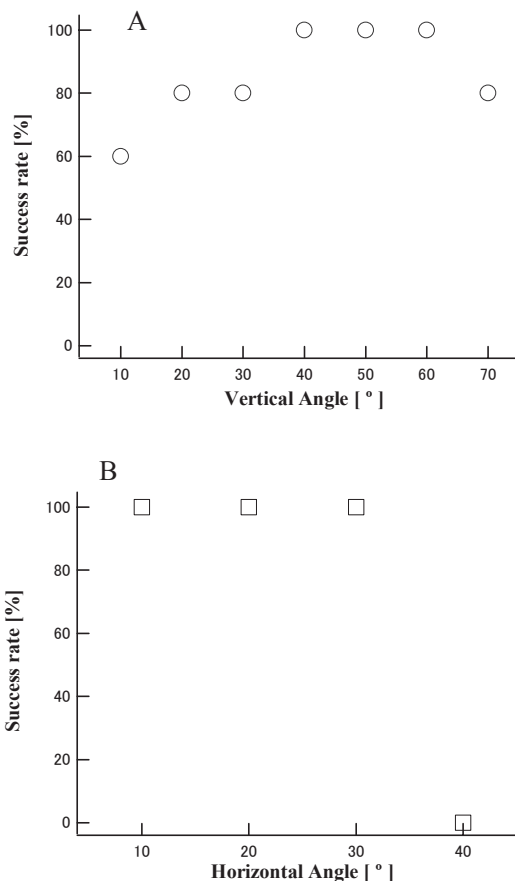 A
100
80
60
40
20
0
Success rate [%]
10 20 30 40 50 60 70
Vertical Angle [ º ]
B
100
80
60
40
20
0
Success rate [%]
10 20 30 40
Horizontal Angle [ º ]